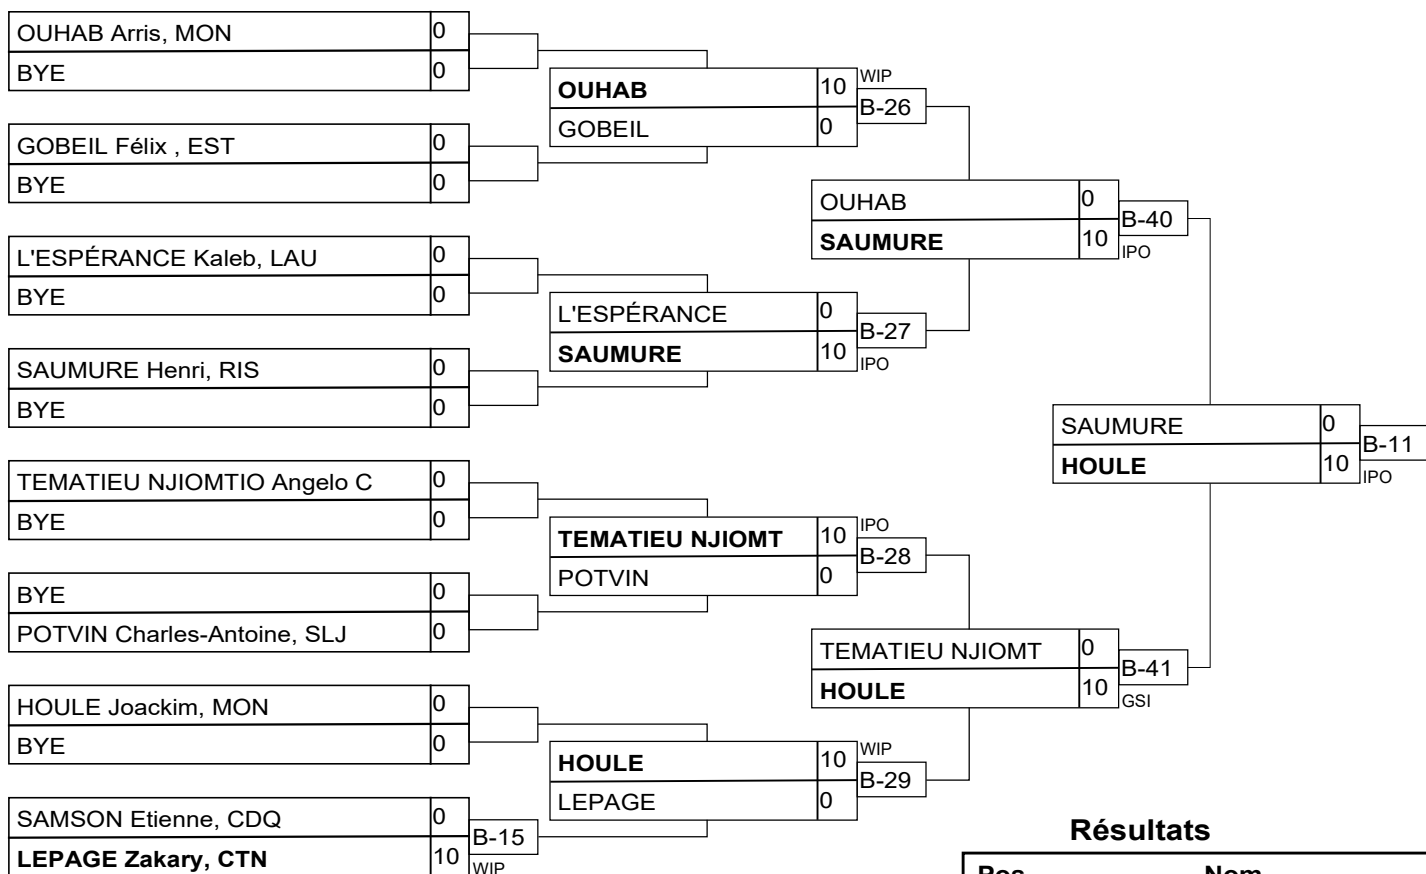 OUHAB Arris, MON 0
BYE 0
GOBEIL Félix , EST 0
BYE 0
L'ESPÉRANCE Kaleb, LAU 0
BYE 0
SAUMURE Henri, RIS 0
BYE 0
TEMATIEU NJIOMTIO Angelo C 0
BYE 0
BYE 0
POTVIN Charles-Antoine, SLJ 0
HOULE Joackim, MON 0
BYE 0
SAMSON Etienne, CDQ 0
LEPAGE Zakary, CTN 10
B-15
WIP
OUHAB 10 WIP
B-26
GOBEIL 0
L'ESPÉRANCE 0
B-27
SAUMURE 10 IPO
TEMATIEU NJIOMT 10 IPO
B-28
POTVIN 0
HOULE 10 WIP
B-29
LEPAGE 0
OUHAB 0
B-40
SAUMURE 10 IPO
TEMATIEU NJIOMT 0
B-41
HOULE 10 GSI
SAUMURE 0
B-11
HOULE 10 IPO
Résultats
Pos Nom